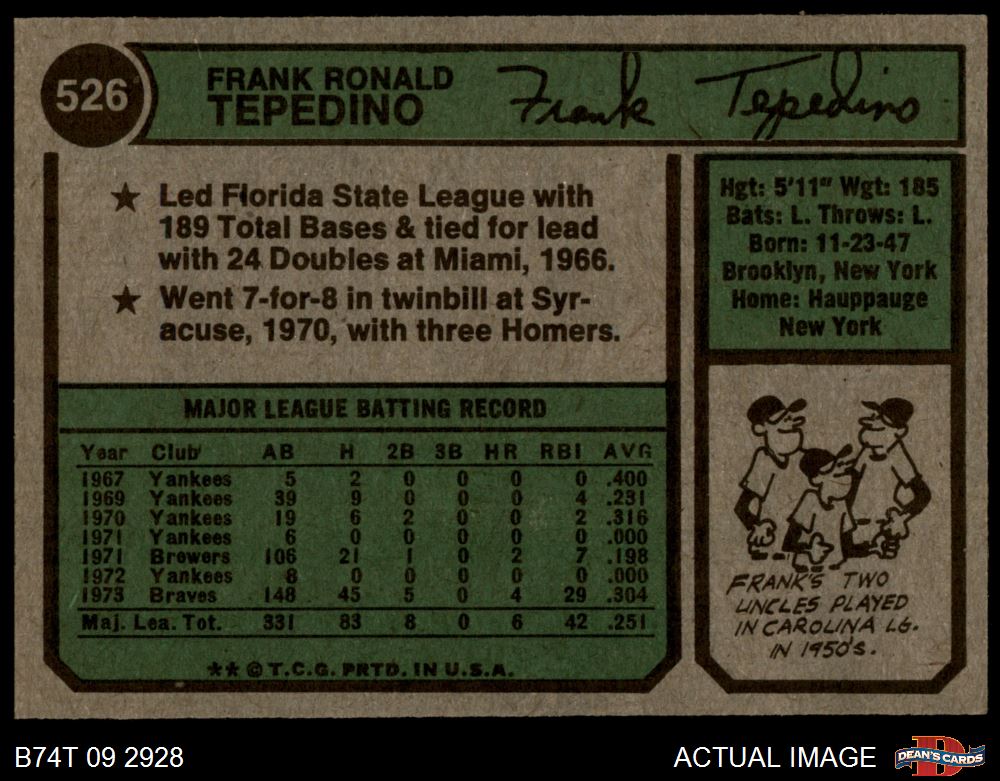 526
FRANK RONALD
TEPEDINO
Frank Tepedino
★ Led Florida State League with
189 Total Bases & tied for lead
with 24 Doubles at Miami, 1966.
★ Went 7-for-8 in twinbill at Syr-
acuse, 1970, with three Homers.
Hgt: 5'11" Wgt: 185
Bats: L. Throws: L.
Born: 11-23-47
Brooklyn, New York
Home: Hauppauge
New York
MAJOR LEAGUE BATTING RECORD
Year Club AB H 2B 3B HR RBI AVG
1967 Yankees 5 2 0 0 0 0 .400
1969 Yankees 39 9 0 0 0 4 .231
1970 Yankees 19 6 2 0 0 2 .316
1971 Yankees 6 0 0 0 0 0 .000
1971 Brewers 106 21 1 0 2 7 .198
1972 Yankees 8 0 0 0 0 0 .000
1973 Braves 148 45 5 0 4 29 .304
Maj. Lea. Tot. 331 83 8 0 6 42 .251
** © T.C.G. PRTD. IN U.S.A.
FRANK'S TWO
UNCLES PLAYED
IN CAROLINA LG.
IN 1950'S.
B74T 09 2928
ACTUAL IMAGE
DEAN'S CARDS